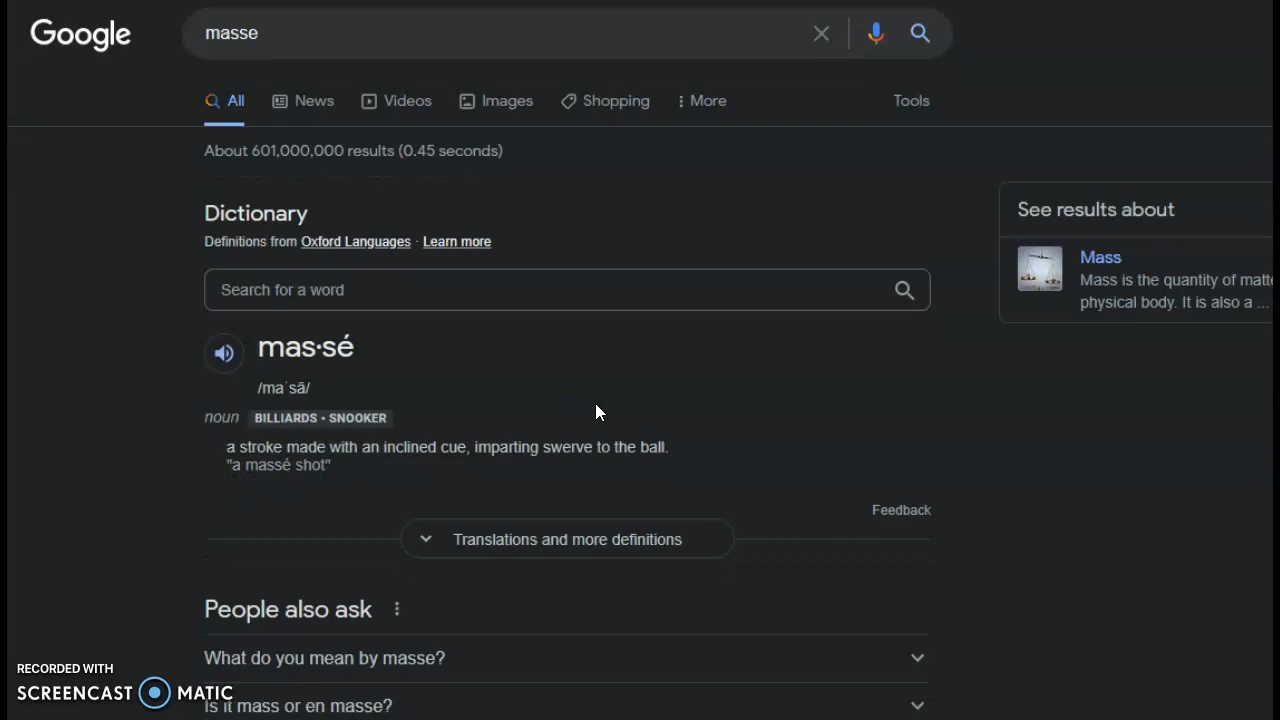 Google
masse
All
News
Videos
Images
Shopping
More
Tools
About 601,000,000 results (0.45 seconds)
Dictionary
Definitions from Oxford Languages · Learn more
Search for a word
mas·sé
/maˈsā/
noun BILLIARDS • SNOOKER
a stroke made with an inclined cue, imparting swerve to the ball.
"a massé shot"
Feedback
Translations and more definitions
People also ask
What do you mean by masse?
Is it mass or en masse?
See results about
Mass
Mass is the quantity of matte
physical body. It is also a ...
RECORDED WITH
SCREENCAST MATIC